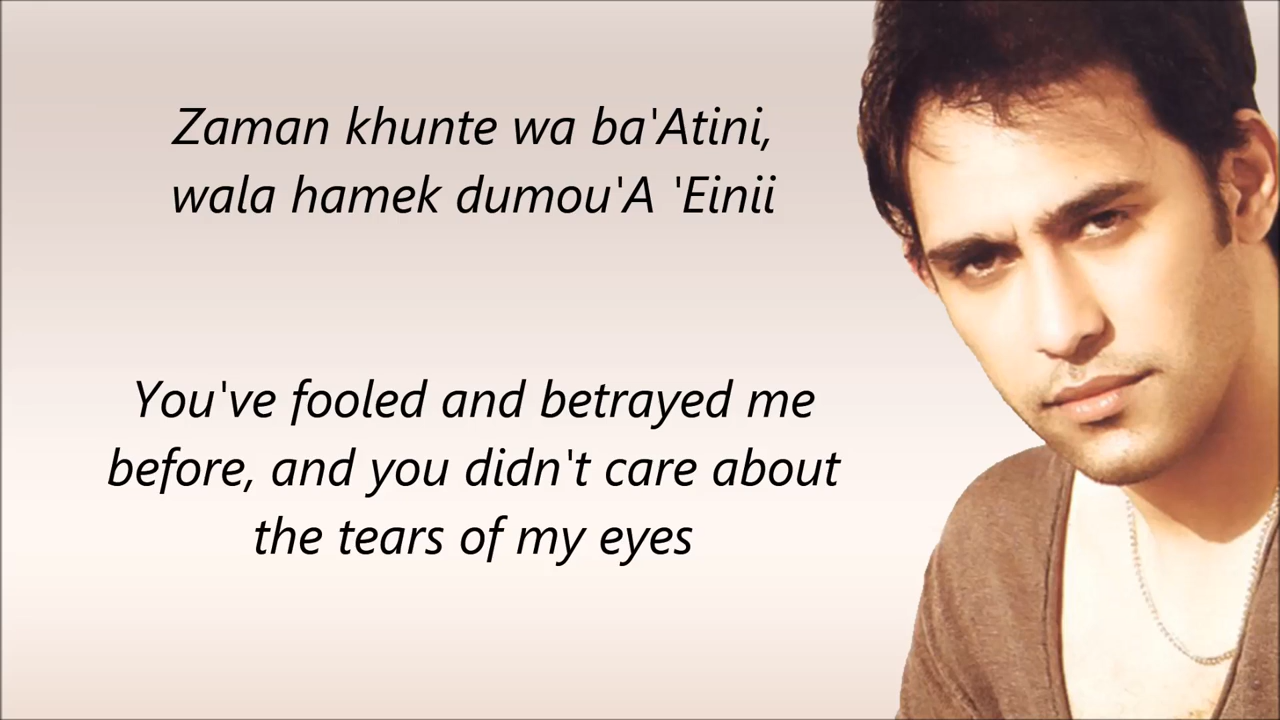 Zaman khunte wa ba'Atini,
wala hamek dumou'A 'Einii
You've fooled and betrayed me
before, and you didn't care about
the tears of my eyes